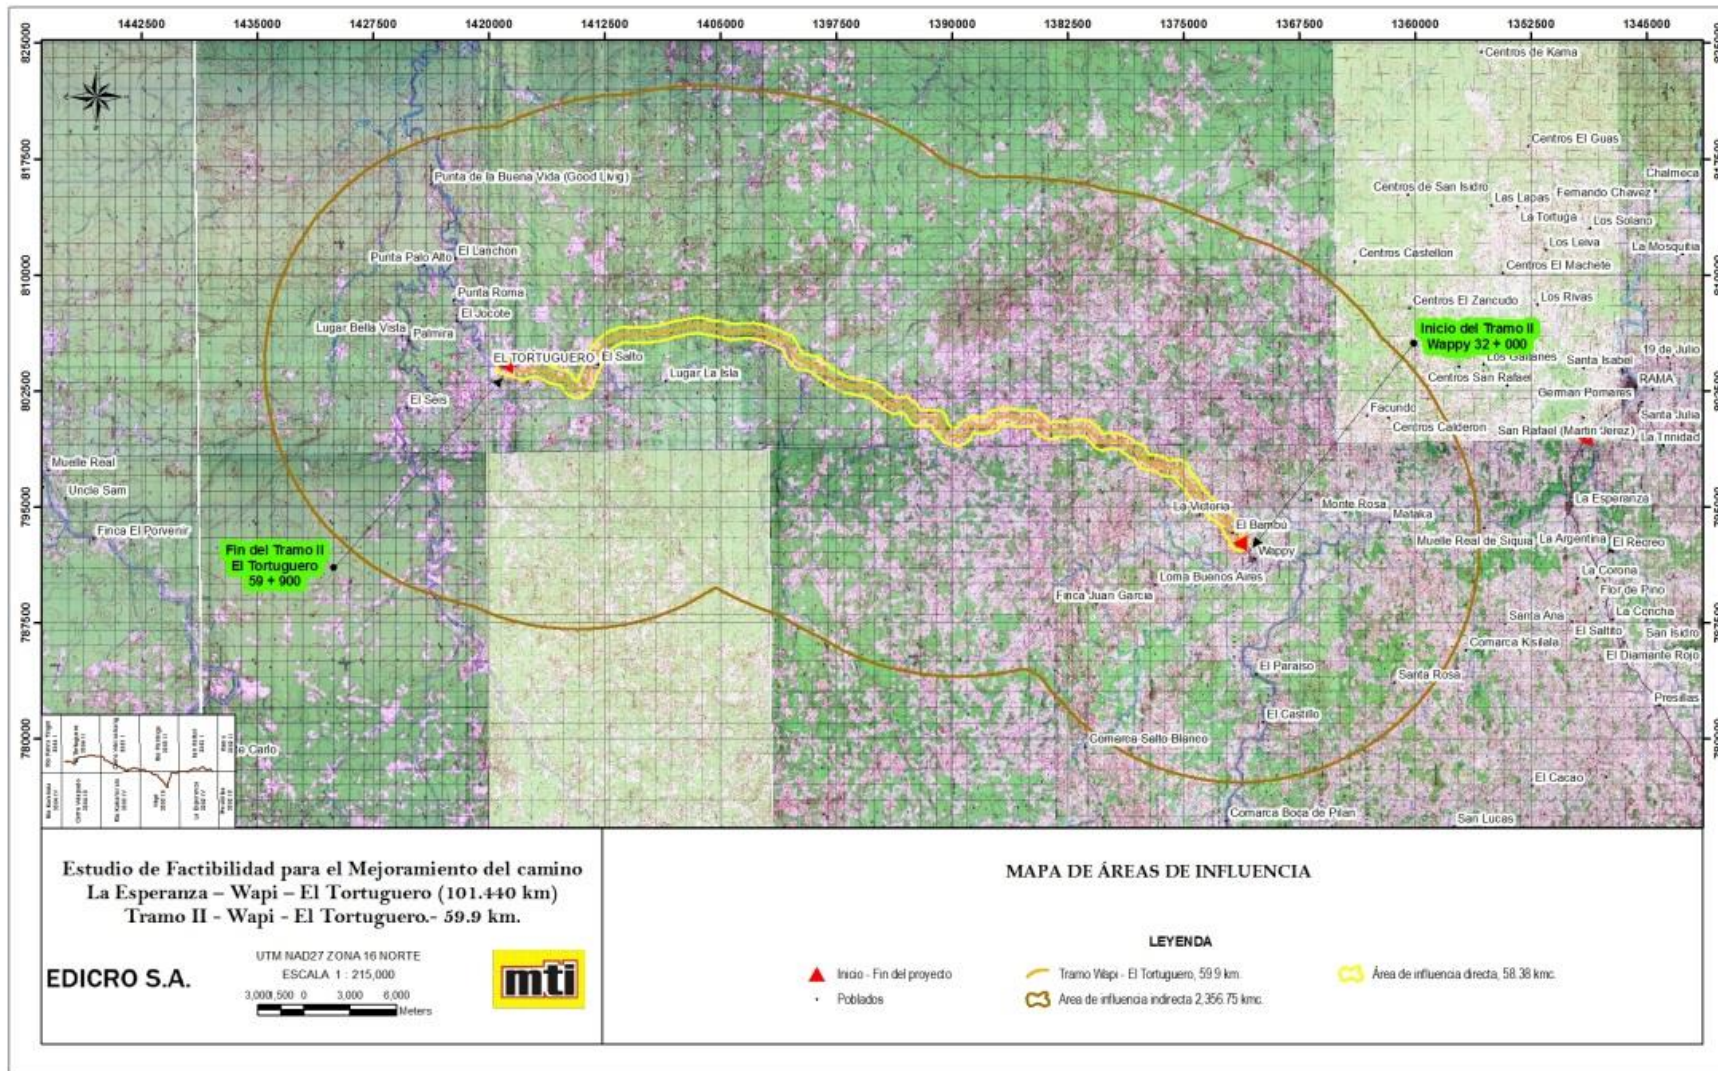 1442500 1435000 1427500 1420000 1412500 1405000 1397500 1390000 1382500 1375000 1367500 1360000 1352500 1345000
825000
817500
810000
802500
795000
787500
780000
825000
817500
810000
802500
795000
787500
780000
Centros de Kama
Centros El Guas
Chalmeca
Punta de la Buena Vida (Good Livig)
Centros de San Isidro
Fernando Chavez
Las Lapas
La Tortuga
Los Solano
El Lanchon
Punta Palo Alto
Los Leiva
La Mosquitia
Centros Castellon
Centros El Machete
Punta Roma
Los Rivas
Centros El Zancudo
El Jocote
Lugar Bella Vista
Palmira
Inicio del Tramo II
Wappy 32 + 000
19 de Julio
EL TORTUGUERO
El Salto
Santa Isabel
Lugar La Isla
Centros San Rafael
RAMA
German Pomares
El Seis
Facundo
Santa Julia
Centros Calderon
San Rafael (Martin Jerez)
La Trinidad
Muelle Real
Uncle Sam
La Victoria
Monte Rosa
La Esperanza
Mataka
El Bambú
Finca El Porvenir
Wappy
Muelle Real de Siquia
La Argentina
El Recreo
Fin del Tramo II
El Tortuguero
59 + 900
Loma Buenos Aires
La Corona
Finca Juan Garcia
Flor de Pino
Santa Ana
La Concha
El Saltito
San Isidro
Comarca Kisilala
El Diamante Rojo
El Paraiso
Santa Rosa
Presillas
El Castillo
Comarca Salto Blanco
e Carlo
El Cacao
Comarca Boca de Pilan
San Lucas
Estudio de Factibilidad para el Mejoramiento del camino
La Esperanza – Wapi – El Tortuguero (101.440 km)
Tramo II - Wapi - El Tortuguero.- 59.9 km.
EDICRO S.A.
UTM NAD27 ZONA 16 NORTE
ESCALA 1 : 215,000
3,000 1,500 0 3,000 6,000
Meters
mti
MAPA DE ÁREAS DE INFLUENCIA
LEYENDA
Inicio - Fin del proyecto
Tramo Wapi - El Tortuguero, 59.9 km.
Área de influencia directa, 58.38 kmc.
Poblados
Area de influencia indirecta 2,356.75 kmc.